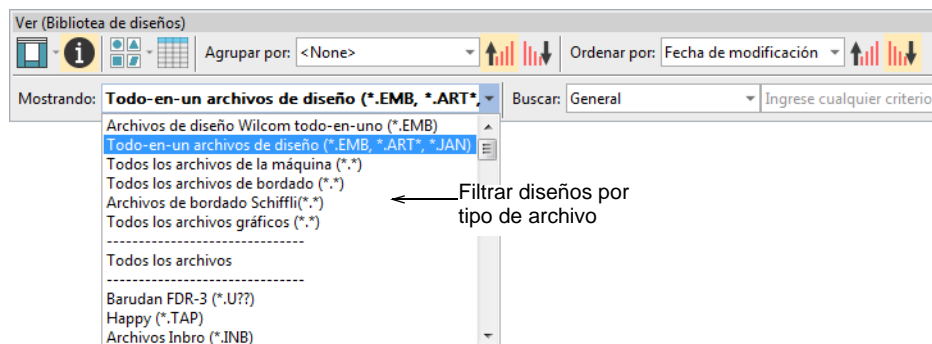 Ver (Bibliotea de diseños)
Agrupar por: <None> Ordenar por: Fecha de modificación
Mostrando: Todo-en-un archivos de diseño (*.EMB, *.ART*, Buscar: General Ingrese cualquier criterio
Archivos de diseño Wilcom todo-en-uno (*.EMB)
Todo-en-un archivos de diseño (*.EMB, *.ART*, *.JAN)
Todos los archivos de la máquina (*.*)
Todos los archivos de bordado (*.*)
Archivos de bordado Schiffli(*.*)
Todos los archivos gráficos (*.*)
-------------------------------
Todos los archivos
-------------------------------
Barudan FDR-3 (*.U??)
Happy (*.TAP)
Archivos Inbro (*.INB)
Filtrar diseños por
tipo de archivo